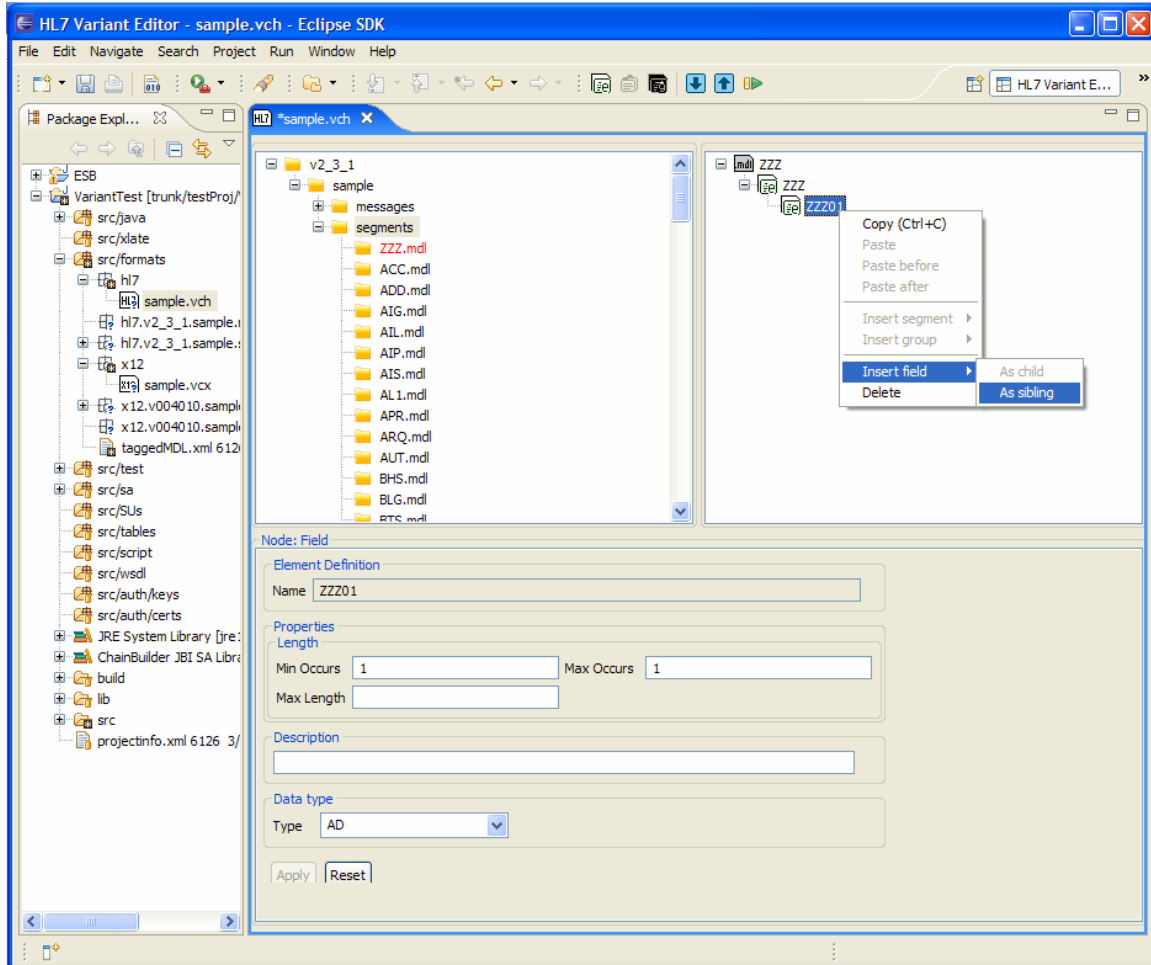 HL7 Variant Editor - sample.vch - Eclipse SDK
File Edit Navigate Search Project Run Window Help
HL7 Variant E... »
Package Expl...
HL7 *sample.vch
ESB
VariantTest [trunk/testProj/
src/java
src/xlate
src/formats
hl7
sample.vch
hl7.v2_3_1.sample.
hl7.v2_3_1.sample.
x12
sample.vcx
x12.v004010.sampl
x12.v004010.sampl
taggedMDL.xml 612
src/test
src/sa
src/SUs
src/tables
src/script
src/wsdl
src/auth/keys
src/auth/certs
JRE System Library [jre
ChainBuilder JBI SA Libra
build
lib
src
projectinfo.xml 6126 3/
v2_3_1
sample
messages
segments
ZZZ.mdl
ACC.mdl
ADD.mdl
AIG.mdl
AIL.mdl
AIP.mdl
AIS.mdl
AL1.mdl
APR.mdl
ARQ.mdl
AUT.mdl
BHS.mdl
BLG.mdl
BTS.mdl
mdl ZZZ
ZZZ
ZZZ01
Copy (Ctrl+C)
Paste
Paste before
Paste after
Insert segment
Insert group
Insert field
Delete
As child
As sibling
Node: Field
Element Definition
Name ZZZ01
Properties
Length
Min Occurs 1 Max Occurs 1
Max Length
Description
Data type
Type AD
Apply Reset